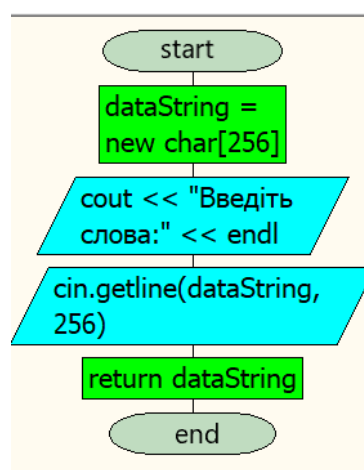 start
dataString =
new char[256]
cout << "Введіть
слова:" << endl
cin.getline(dataString,
256)
return dataString
end